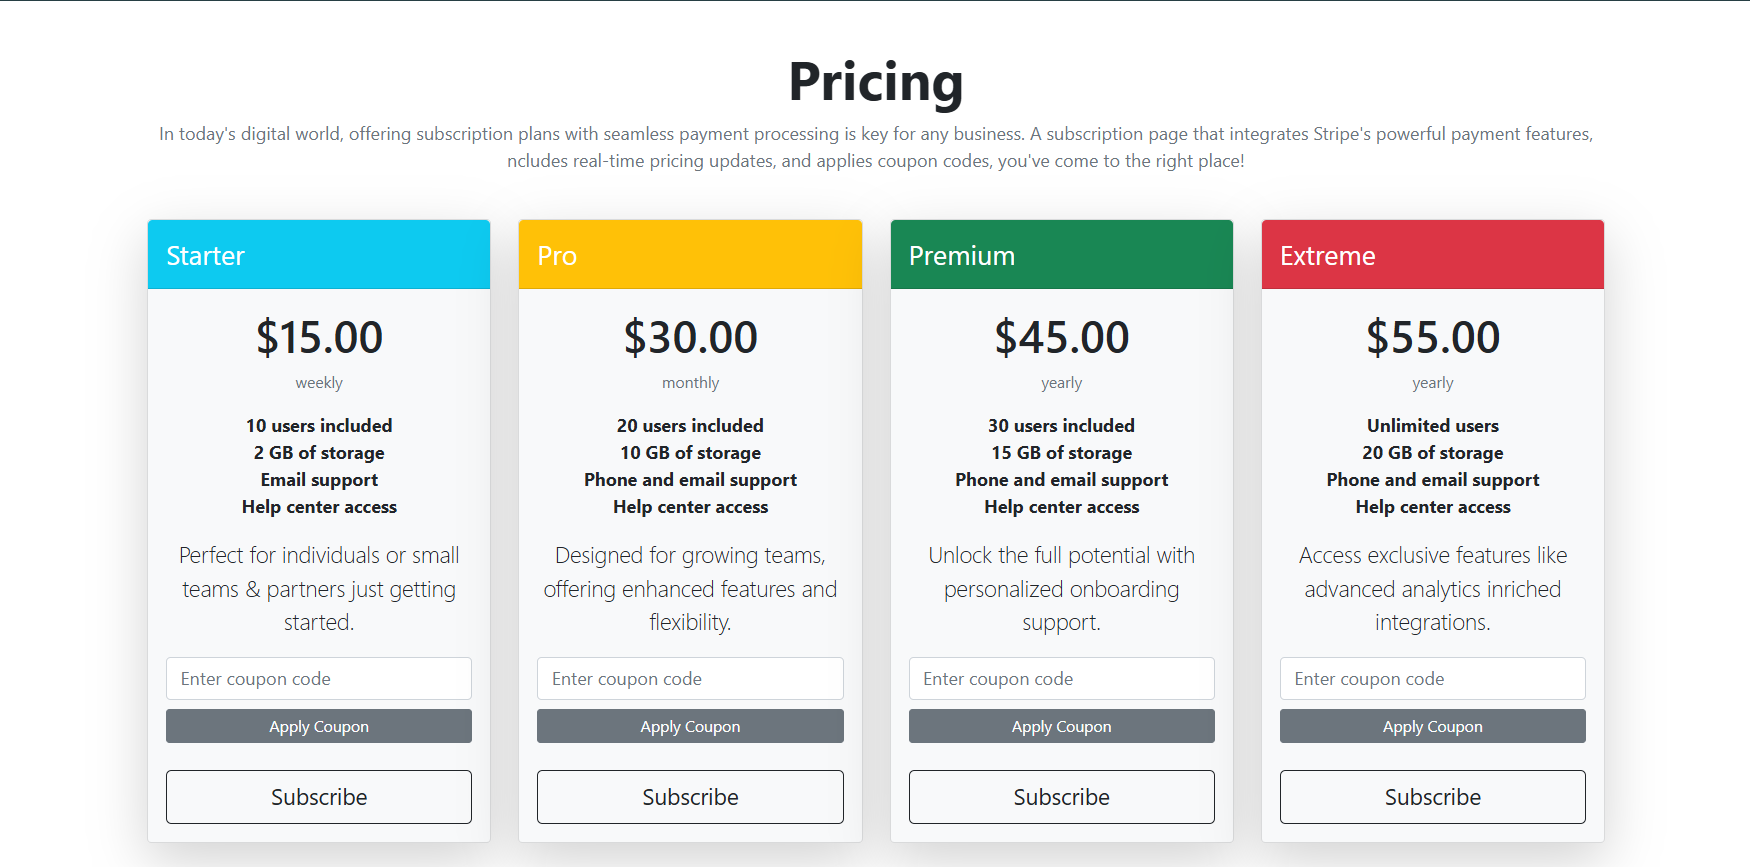 Pricing
In today's digital world, offering subscription plans with seamless payment processing is key for any business. A subscription page that integrates Stripe's powerful payment features,
ncludes real-time pricing updates, and applies coupon codes, you've come to the right place!
Starter
$15.00
weekly
10 users included
2 GB of storage
Email support
Help center access
Perfect for individuals or small
teams & partners just getting
started.
Enter coupon code
Apply Coupon
Subscribe
Pro
$30.00
monthly
20 users included
10 GB of storage
Phone and email support
Help center access
Designed for growing teams,
offering enhanced features and
flexibility.
Enter coupon code
Apply Coupon
Subscribe
Premium
$45.00
yearly
30 users included
15 GB of storage
Phone and email support
Help center access
Unlock the full potential with
personalized onboarding
support.
Enter coupon code
Apply Coupon
Subscribe
Extreme
$55.00
yearly
Unlimited users
20 GB of storage
Phone and email support
Help center access
Access exclusive features like
advanced analytics inriched
integrations.
Enter coupon code
Apply Coupon
Subscribe